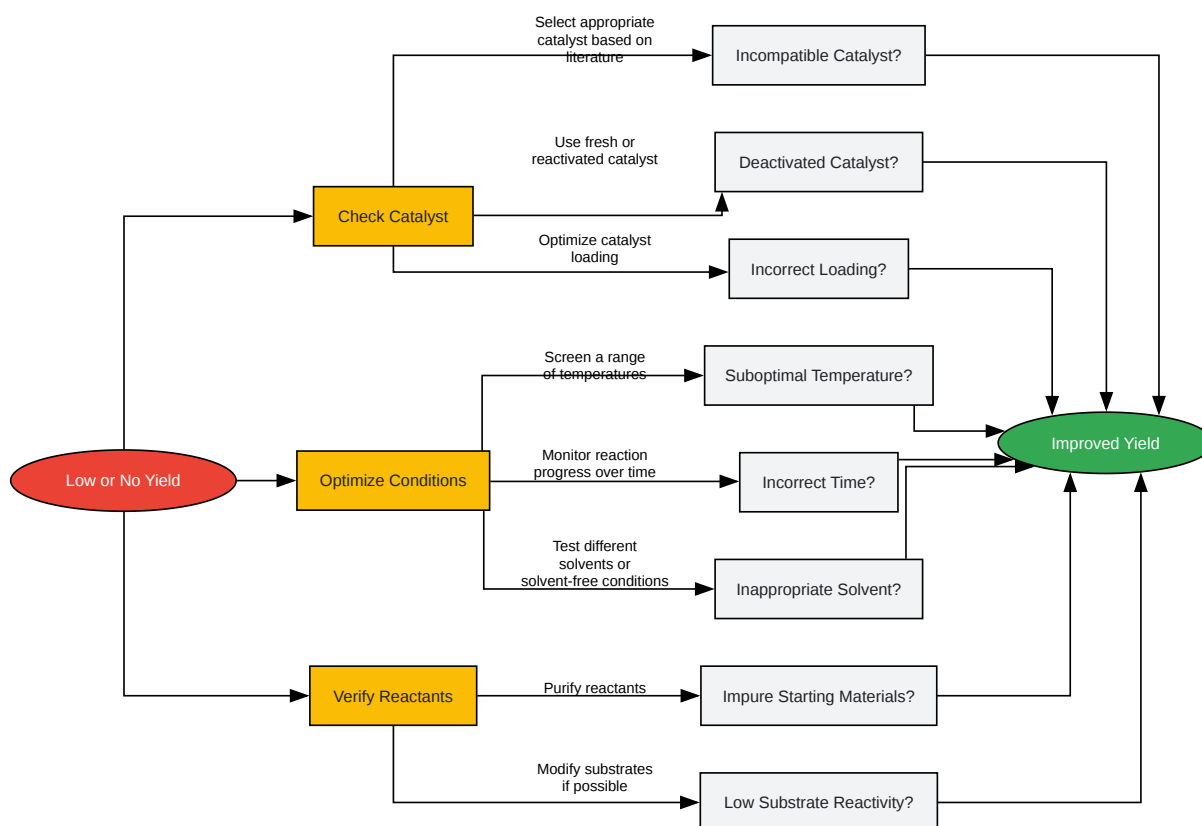 Select appropriate
catalyst based on
literature
Incompatible Catalyst?
Use fresh or
reactivated catalyst
Deactivated Catalyst?
Check Catalyst
Optimize catalyst
loading
Incorrect Loading?
Screen a range
of temperatures
Suboptimal Temperature?
Improved Yield
Low or No Yield
Optimize Conditions
Monitor reaction
progress over time
Incorrect Time?
Test different
solvents or
solvent-free conditions
Inappropriate Solvent?
Verify Reactants
Purify reactants
Impure Starting Materials?
Modify substrates
if possible
Low Substrate Reactivity?